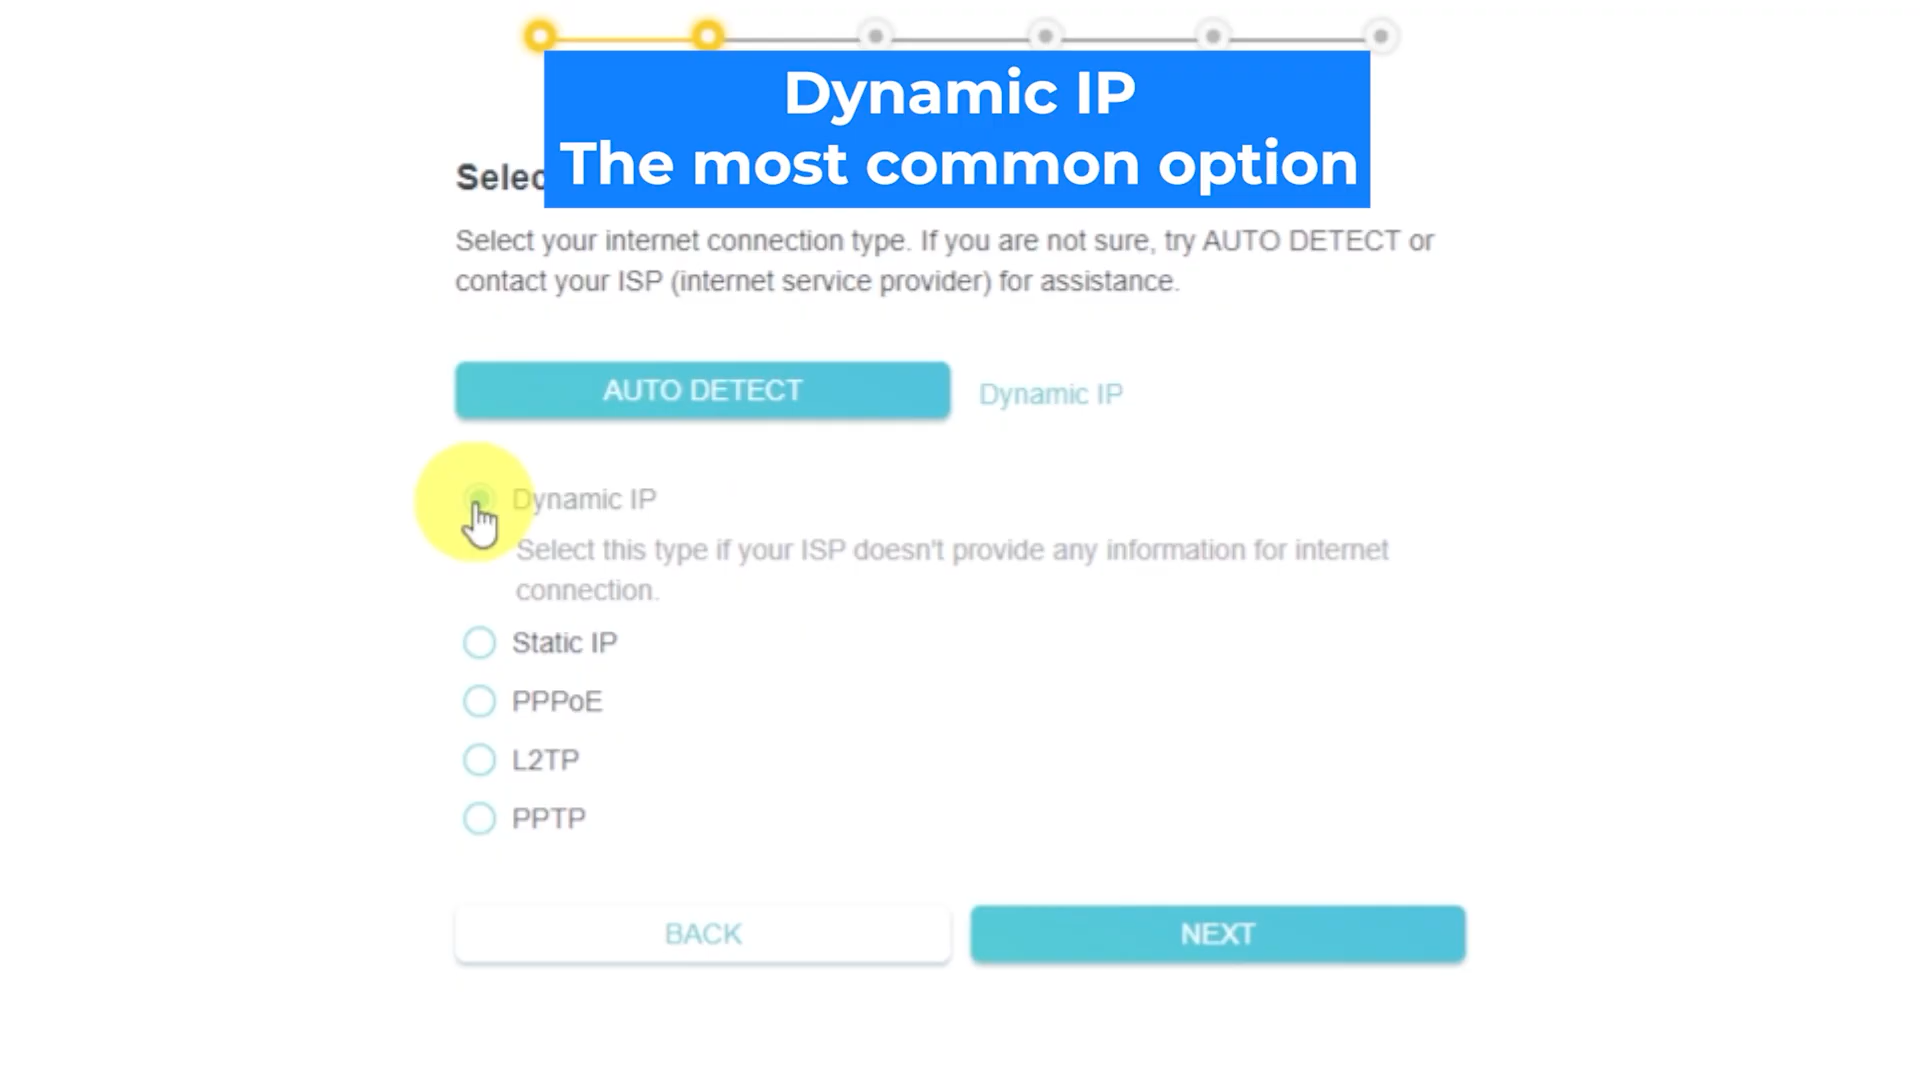 Dynamic IP
The most common option
Select your internet connection type. If you are not sure, try AUTO DETECT or
contact your ISP (internet service provider) for assistance.
AUTO DETECT
Dynamic IP
Dynamic IP
Select this type if your ISP doesn't provide any information for internet
connection.
Static IP
PPPoE
L2TP
PPTP
BACK
NEXT